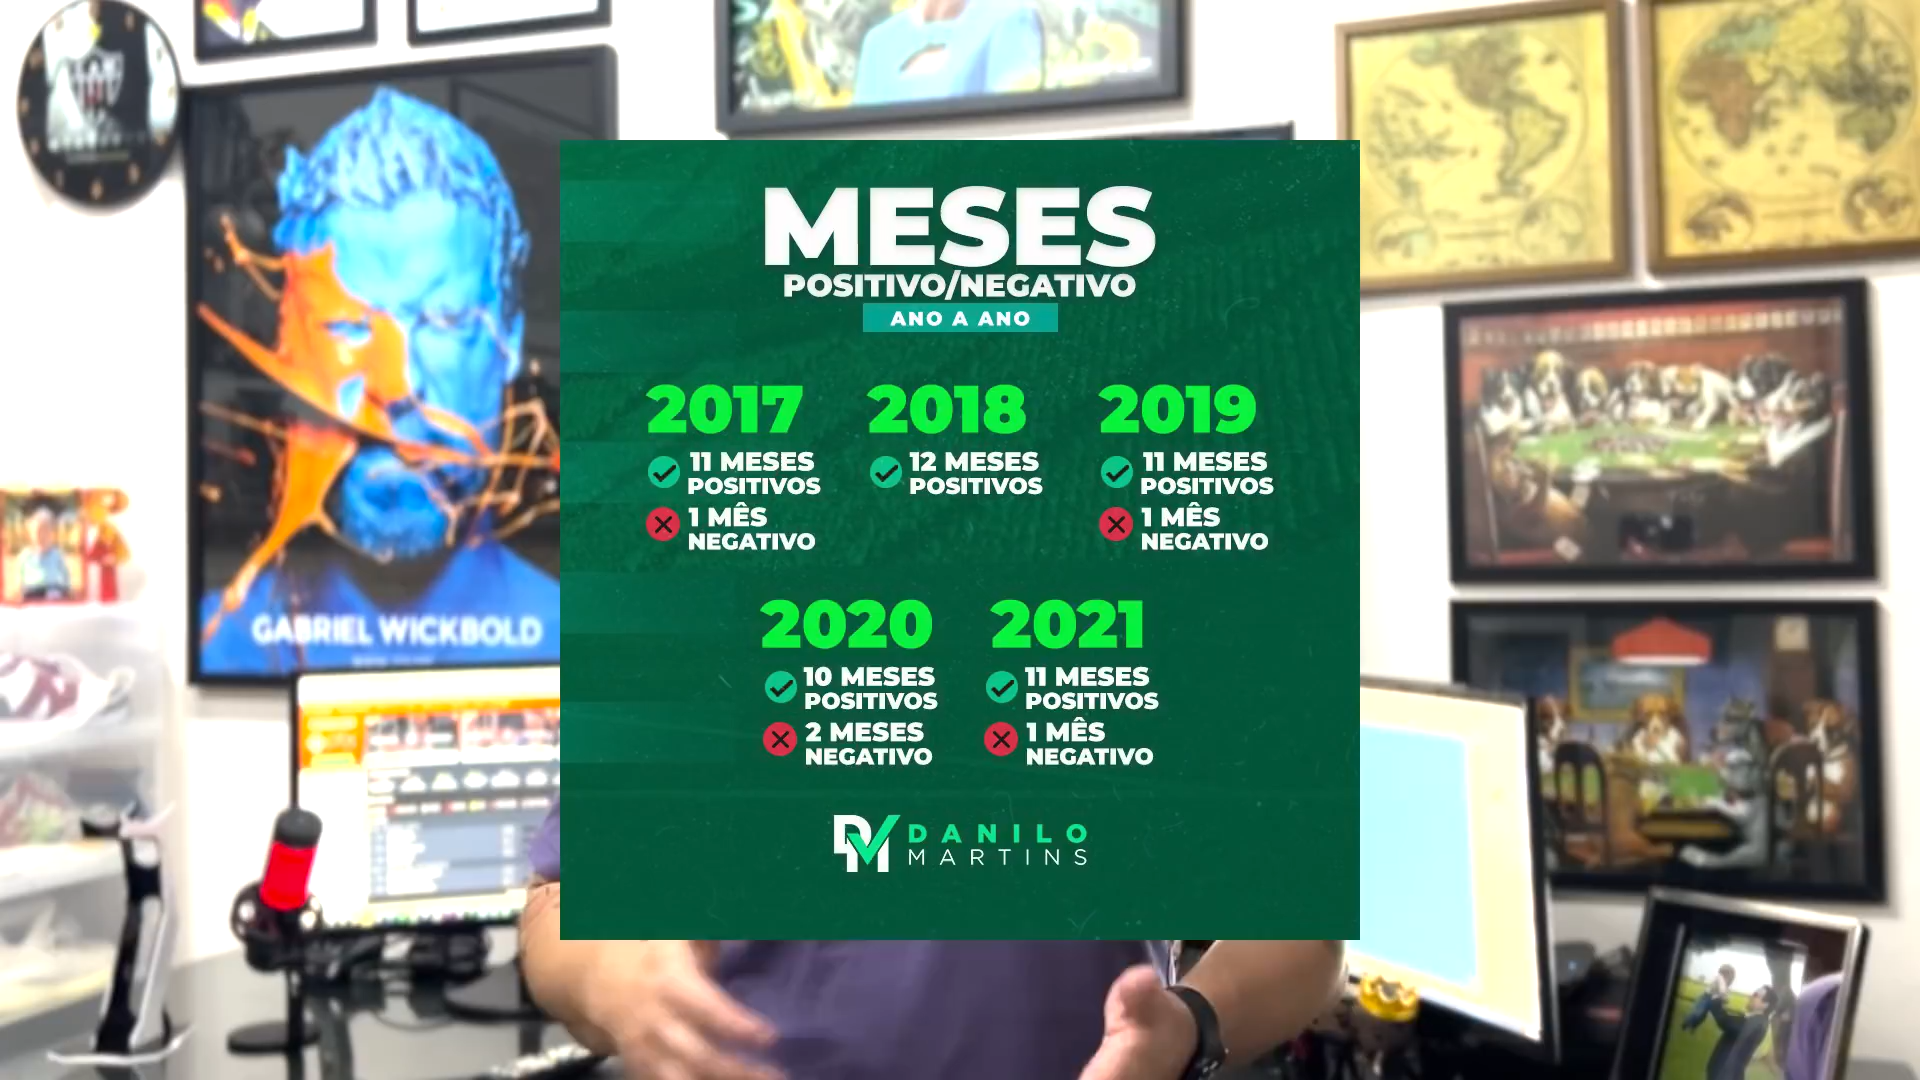 MESES
POSITIVO/NEGATIVO
ANO A ANO
2017
11 MESES
POSITIVOS
1 MÊS
NEGATIVO
2018
12 MESES
POSITIVOS
2019
11 MESES
POSITIVOS
1 MÊS
NEGATIVO
2020
10 MESES
POSITIVOS
2 MESES
NEGATIVO
2021
11 MESES
POSITIVOS
1 MÊS
NEGATIVO
DM DANILO
MARTINS
GABRIEL WICKBOLD